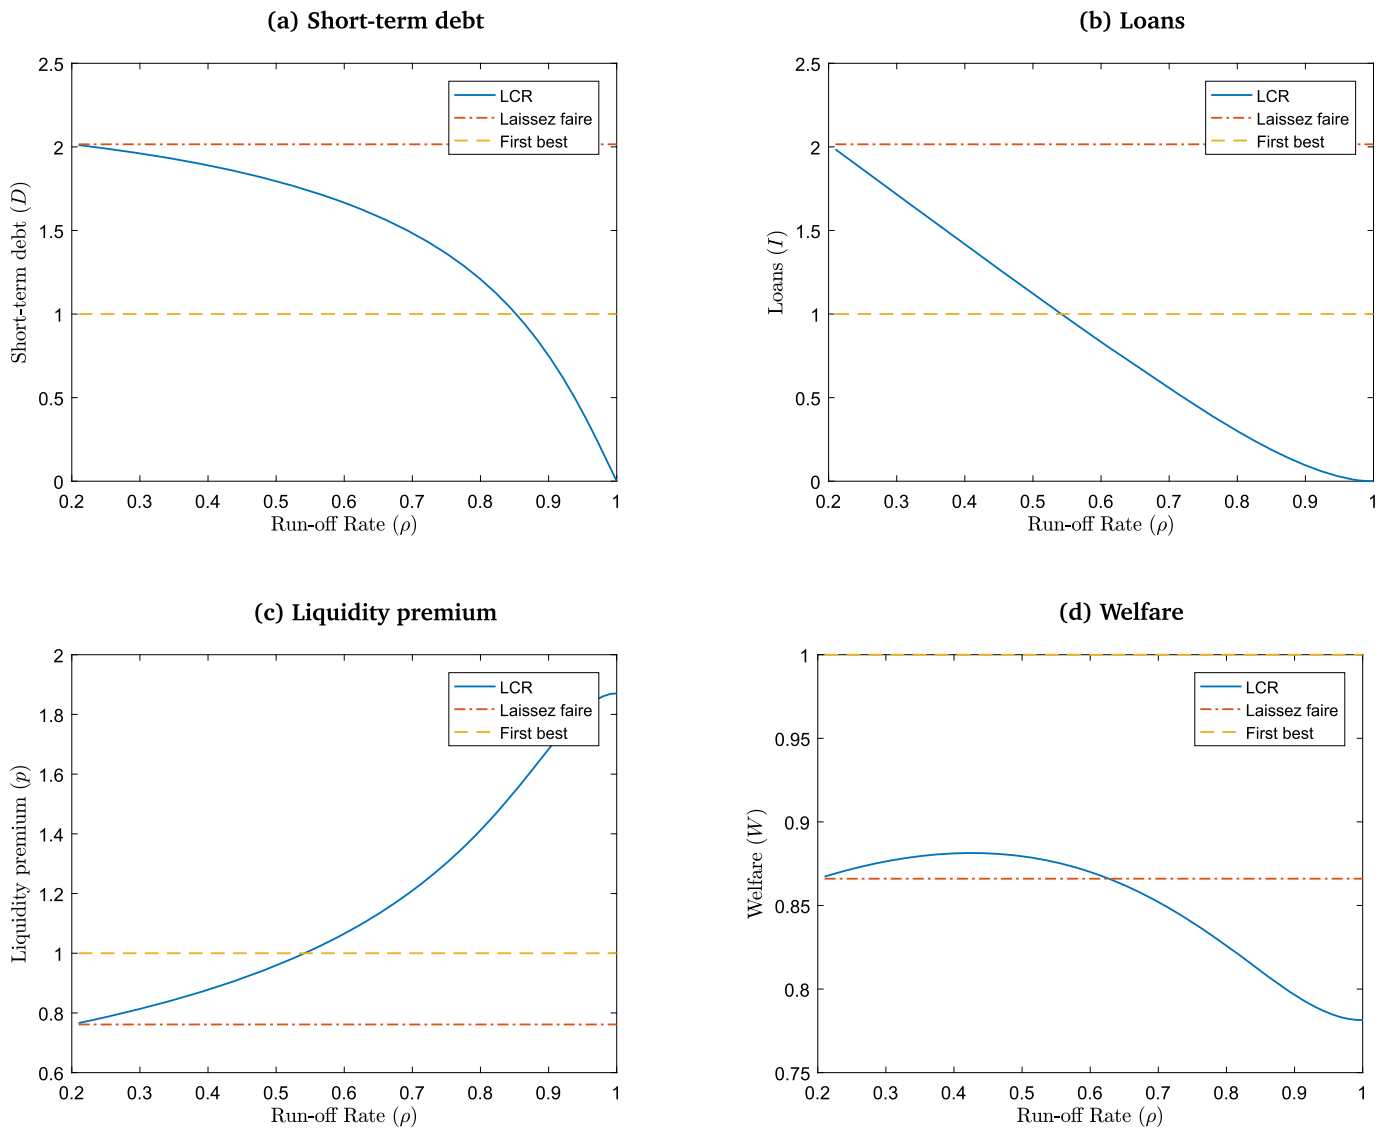 (a) Short-term debt
2.5
2
1.5
1
0.5
0
0.2 0.3 0.4 0.5 0.6 0.7 0.8 0.9 1
Short-term debt (D)
Run-off Rate (ρ)
LCR
Laissez faire
First best
(b) Loans
2.5
2
1.5
1
0.5
0
0.2 0.3 0.4 0.5 0.6 0.7 0.8 0.9 1
Loans (I)
Run-off Rate (ρ)
LCR
Laissez faire
First best
(c) Liquidity premium
2
1.8
1.6
1.4
1.2
1
0.8
0.6
0.2 0.3 0.4 0.5 0.6 0.7 0.8 0.9 1
Liquidity premium (p)
Run-off Rate (ρ)
LCR
Laissez faire
First best
(d) Welfare
1
0.95
0.9
0.85
0.8
0.75
0.2 0.3 0.4 0.5 0.6 0.7 0.8 0.9 1
Welfare (W)
Run-off Rate (ρ)
LCR
Laissez faire
First best